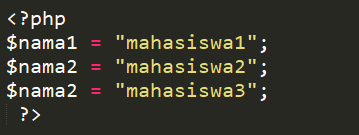 <?php
$nama1 = "mahasiswa1";
$nama2 = "mahasiswa2";
$nama2 = "mahasiswa3";
?>